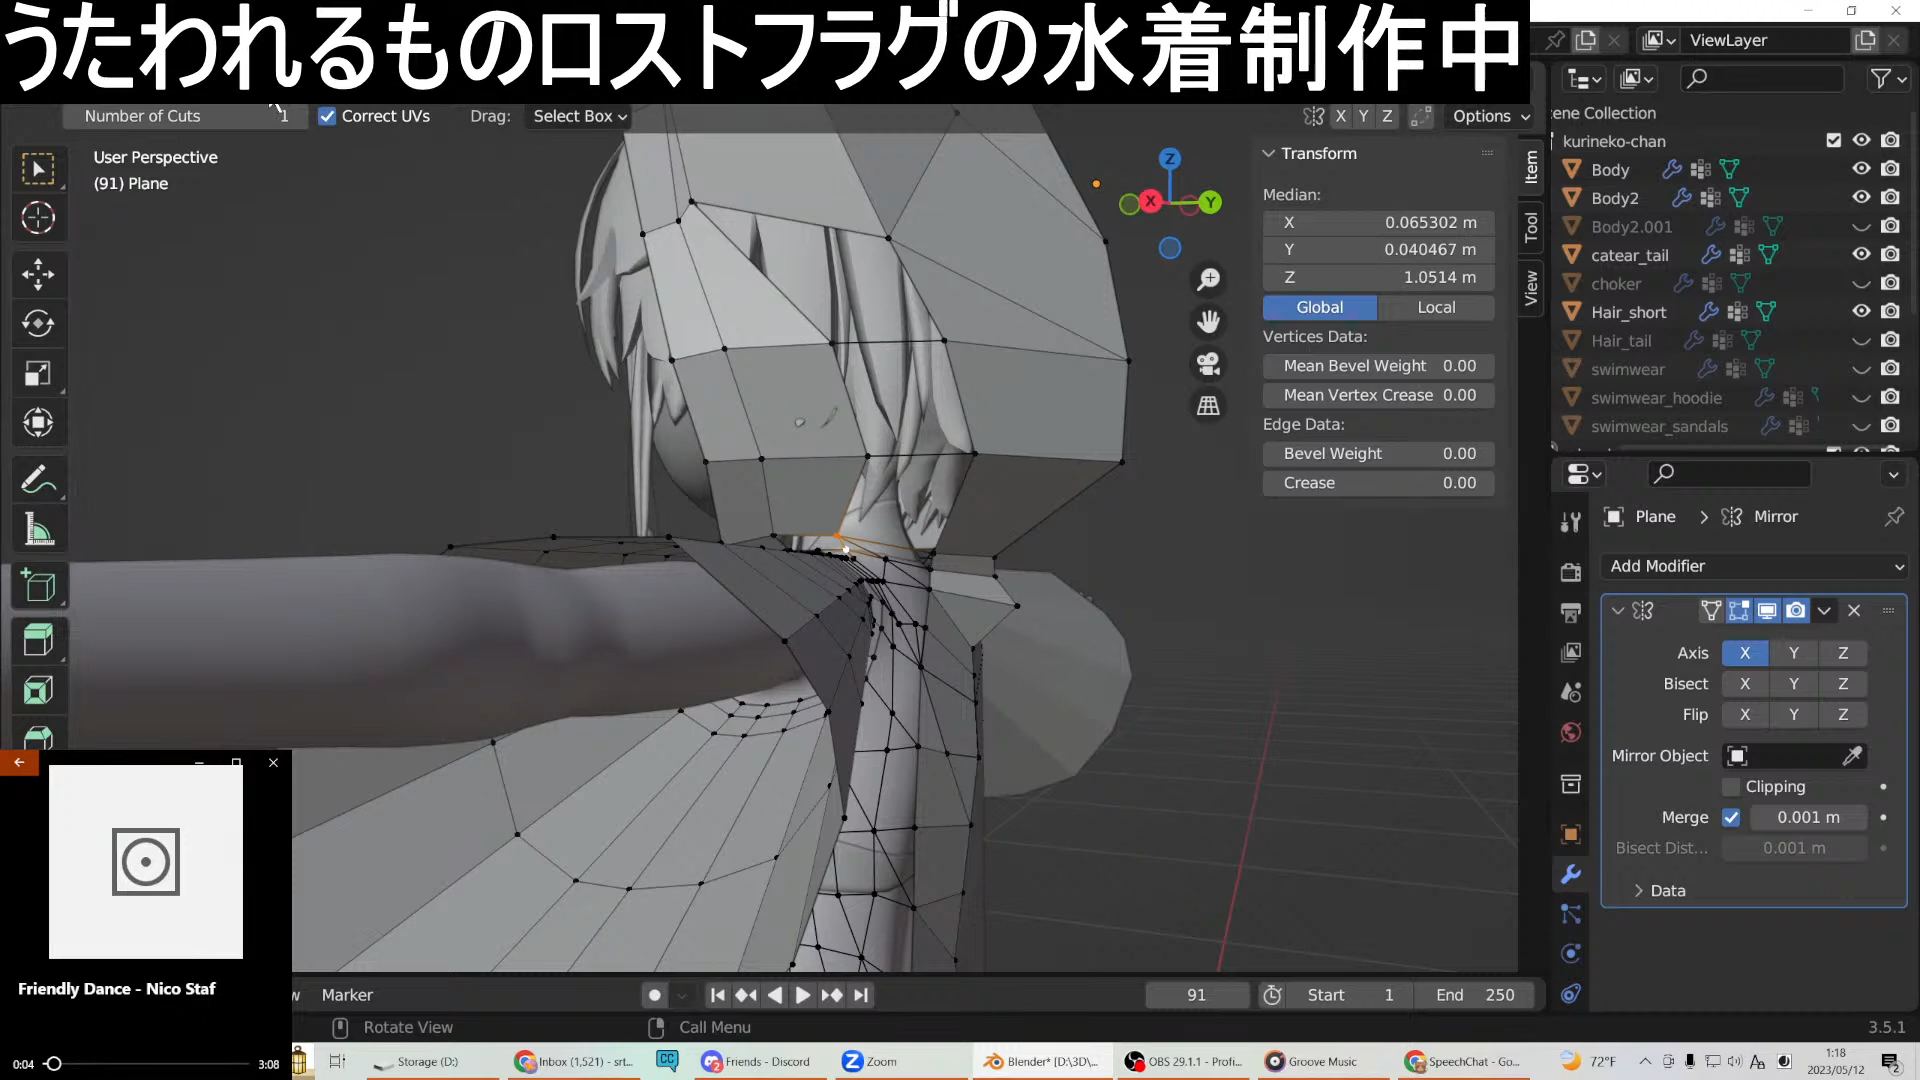 うたわれるものロストフラグの水着制作中
ViewLayer
Number of Cuts 1 Correct UVs Drag: Select Box X Y Z Options
User Perspective
(91) Plane
Z
X
Y
Transform
Median:
X 0.065302 m
Y 0.040467 m
Z 1.0514 m
Global Local
Vertices Data:
Mean Bevel Weight 0.00
Mean Vertex Crease 0.00
Edge Data:
Bevel Weight 0.00
Crease 0.00
Item
Tool
View
ene Collection
kurineko-chan
Body
Body2
Body2.001
catear_tail
choker
Hair_short
Hair_tail
swimwear
swimwear_hoodie
swimwear_sandals
Plane > Mirror
Add Modifier
Axis X Y Z
Bisect X Y Z
Flip X Y Z
Mirror Object
Clipping
Merge 0.001 m
Bisect Dist... 0.001 m
Data
Friendly Dance - Nico Staf
0:04 3:08
w Marker
91 Start 1 End 250
Rotate View Call Menu
3.5.1
Storage (D:)
Inbox (1,521) - srt...
CC
Friends - Discord
Zoom
Blender* [D:\3D\...
OBS 29.1.1 - Profi...
Groove Music
SpeechChat - Go...
72°F
A
1:18
2023/05/12
2